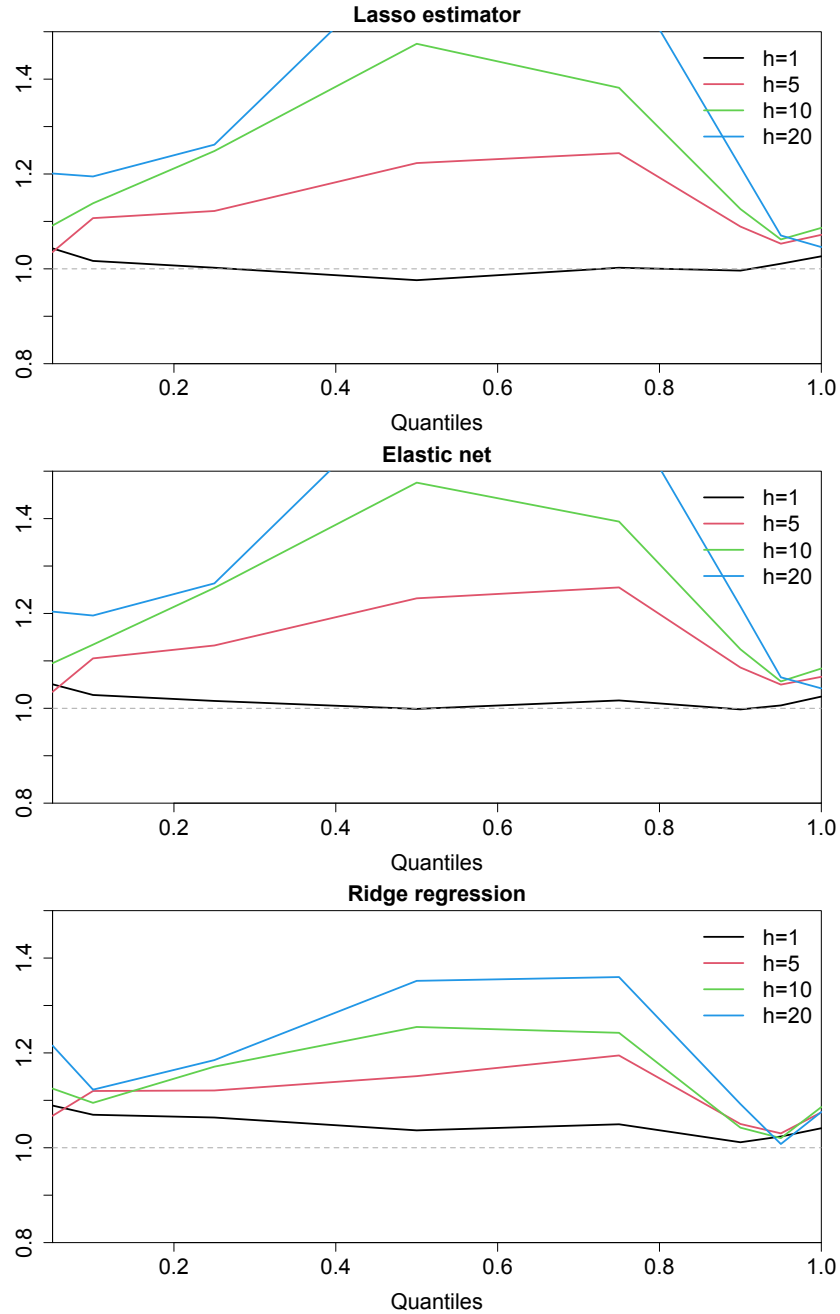 Lasso estimator
1.4
1.2
1.0
0.8
h=1
h=5
h=10
h=20
0.2 0.4 0.6 0.8 1.0
Quantiles
Elastic net
1.4
1.2
1.0
0.8
h=1
h=5
h=10
h=20
0.2 0.4 0.6 0.8 1.0
Quantiles
Ridge regression
1.4
1.2
1.0
0.8
h=1
h=5
h=10
h=20
0.2 0.4 0.6 0.8 1.0
Quantiles